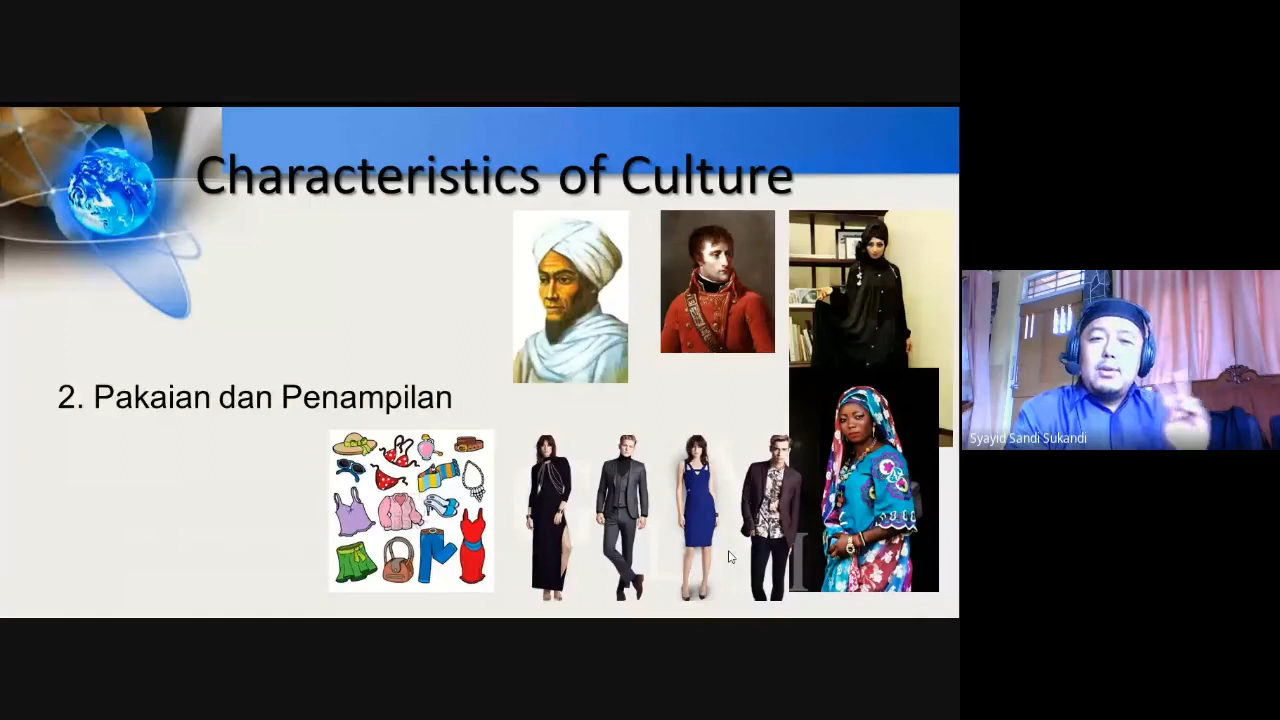 Characteristics of Culture
2. Pakaian dan Penampilan
Syayid Sandi Sukandi